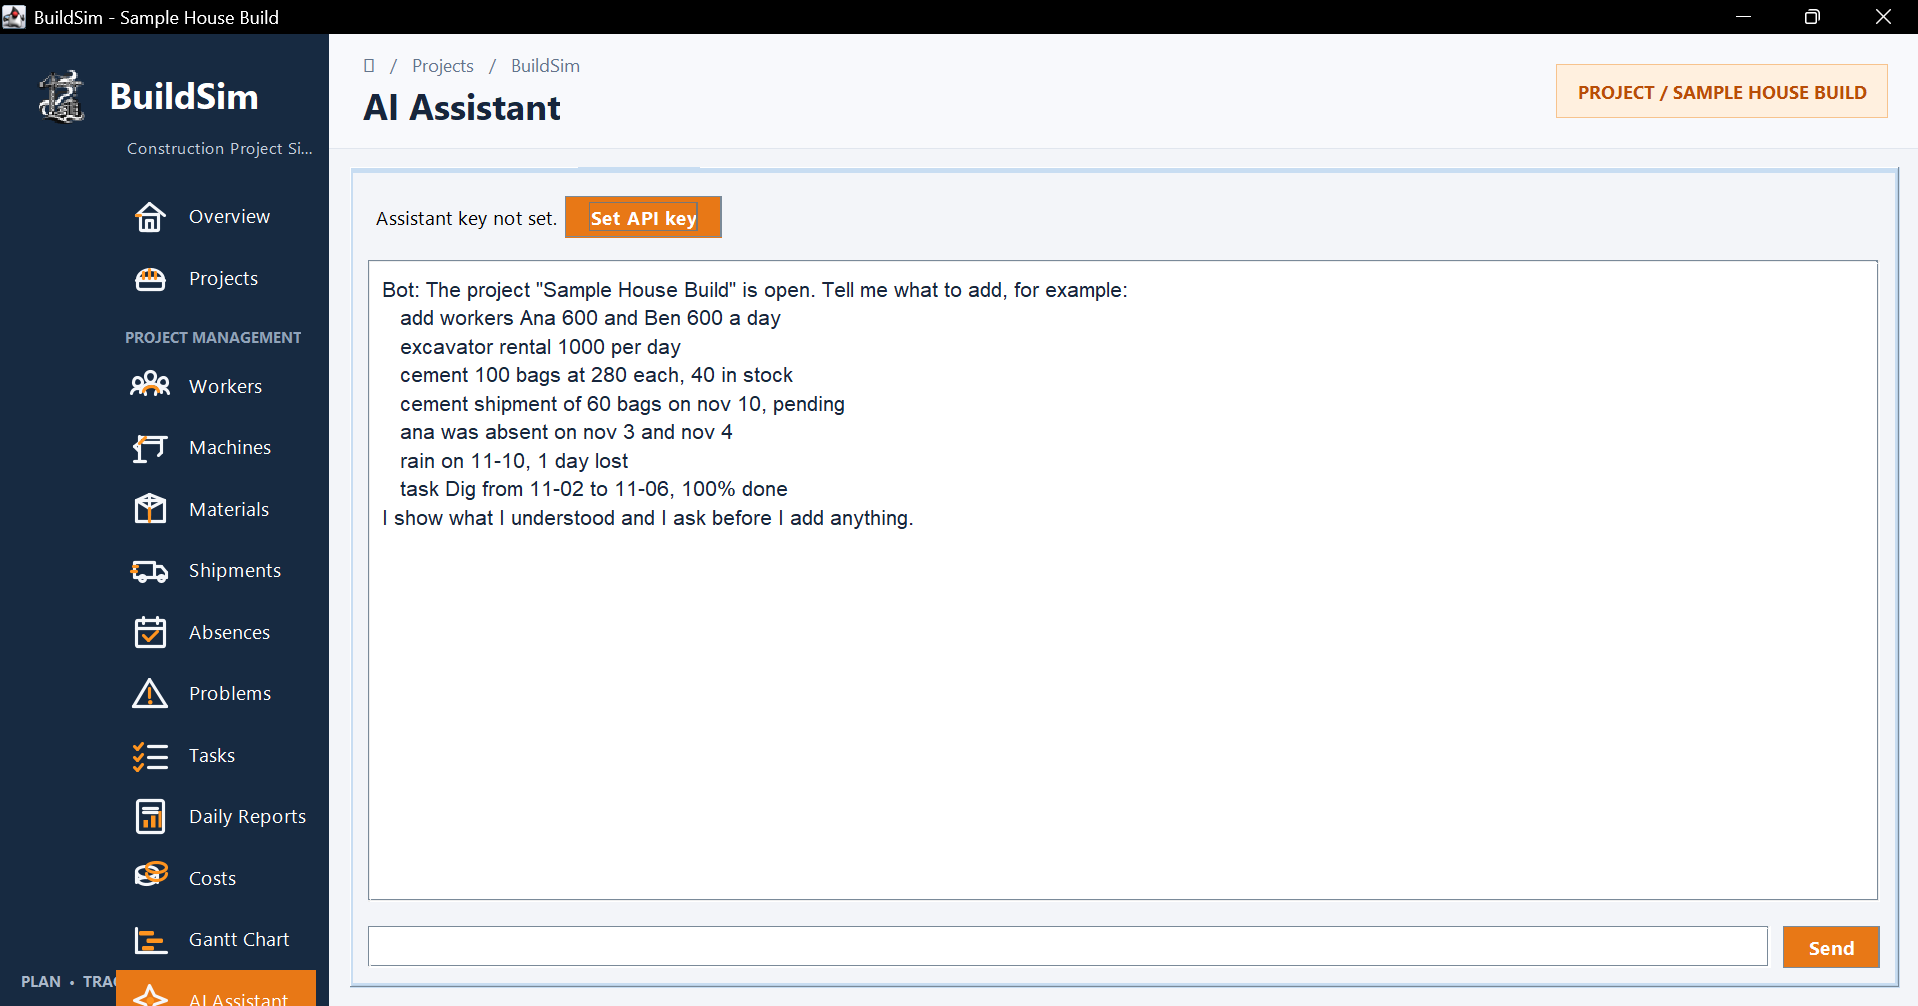 BuildSim - Sample House Build
BuildSim
Construction Project Si...
Overview
Projects
PROJECT MANAGEMENT
Workers
Machines
Materials
Shipments
Absences
Problems
Tasks
Daily Reports
Costs
Gantt Chart
PLAN • TRAC
AI Assistant
/ Projects / BuildSim
AI Assistant
PROJECT / SAMPLE HOUSE BUILD
Assistant key not set. Set API key
Bot: The project "Sample House Build" is open. Tell me what to add, for example:
add workers Ana 600 and Ben 600 a day
excavator rental 1000 per day
cement 100 bags at 280 each, 40 in stock
cement shipment of 60 bags on nov 10, pending
ana was absent on nov 3 and nov 4
rain on 11-10, 1 day lost
task Dig from 11-02 to 11-06, 100% done
I show what I understood and I ask before I add anything.
Send